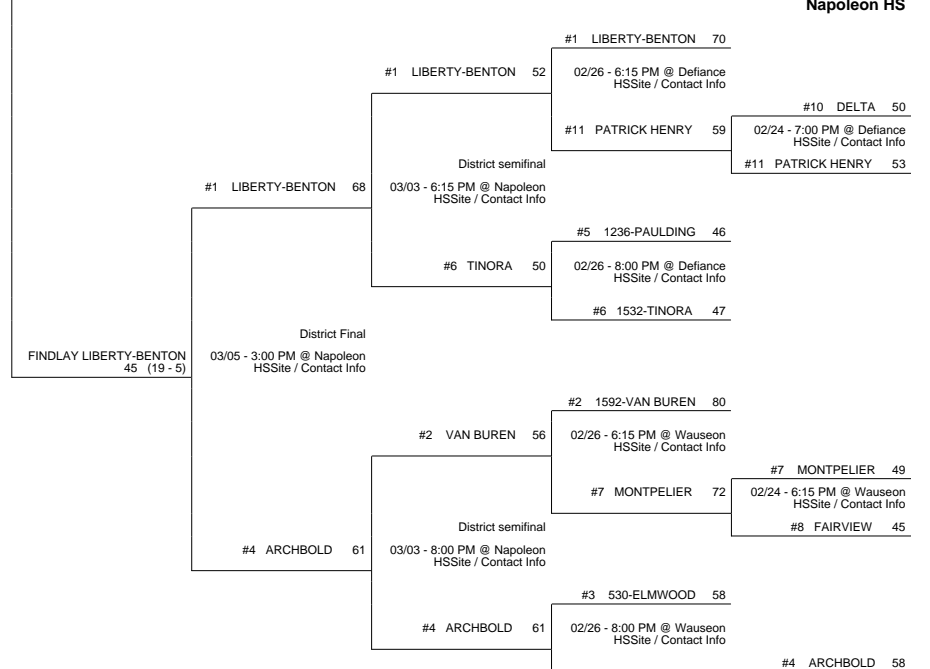 Napoleon HS
#1 LIBERTY-BENTON 70
#1 LIBERTY-BENTON 52
02/26 - 6:15 PM @ Defiance
HSSite / Contact Info
#10 DELTA 50
#11 PATRICK HENRY 59
02/24 - 7:00 PM @ Defiance
HSSite / Contact Info
District semifinal
#11 PATRICK HENRY 53
#1 LIBERTY-BENTON 68
03/03 - 6:15 PM @ Napoleon
HSSite / Contact Info
#5 1236-PAULDING 46
#6 TINORA 50
02/26 - 8:00 PM @ Defiance
HSSite / Contact Info
#6 1532-TINORA 47
District Final
FINDLAY LIBERTY-BENTON
45 (19 - 5)
03/05 - 3:00 PM @ Napoleon
HSSite / Contact Info
#2 1592-VAN BUREN 80
#2 VAN BUREN 56
02/26 - 6:15 PM @ Wauseon
HSSite / Contact Info
#7 MONTPELIER 49
#7 MONTPELIER 72
02/24 - 6:15 PM @ Wauseon
HSSite / Contact Info
District semifinal
#8 FAIRVIEW 45
#4 ARCHBOLD 61
03/03 - 8:00 PM @ Napoleon
HSSite / Contact Info
#3 530-ELMWOOD 58
#4 ARCHBOLD 61
02/26 - 8:00 PM @ Wauseon
HSSite / Contact Info
#4 ARCHBOLD 58